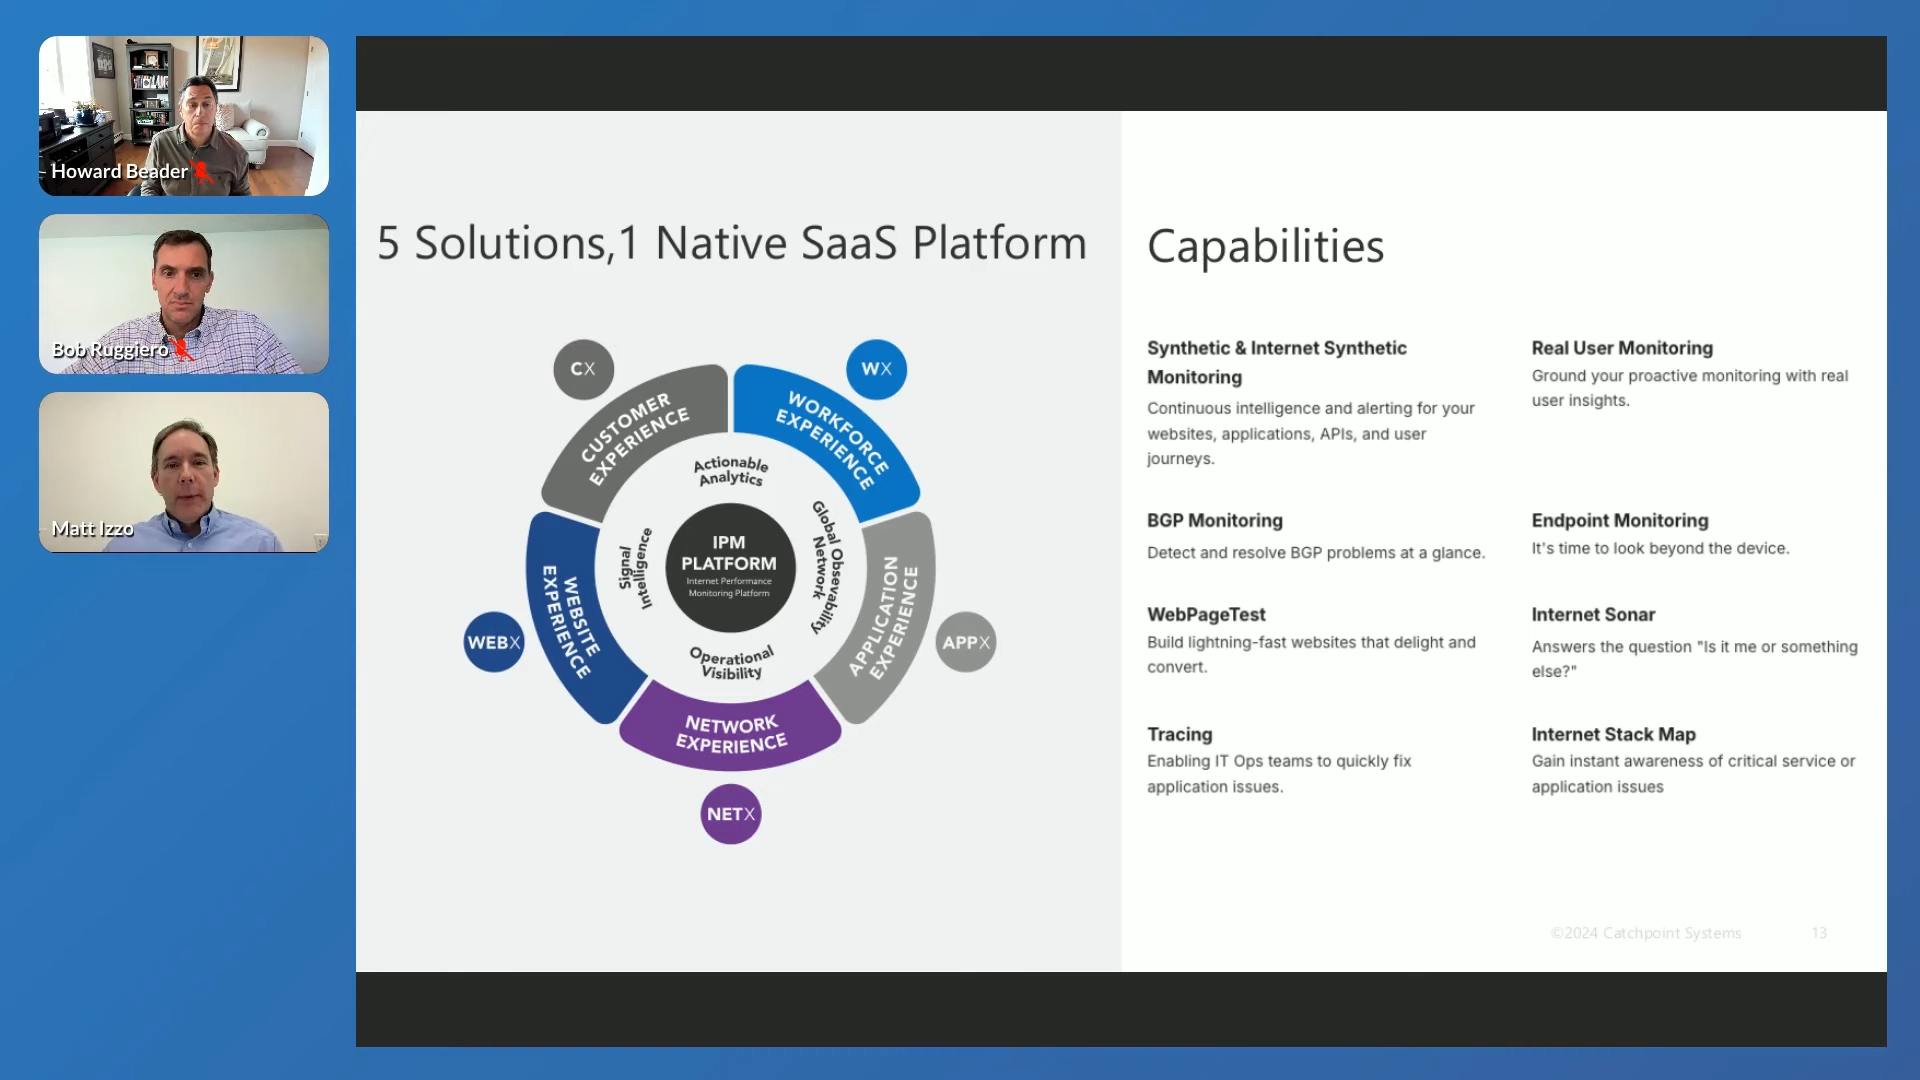 Howard Beader
Bob Ruggiero
Matt Izzo
5 Solutions,1 Native SaaS Platform
CX
WX
CUSTOMER
EXPERIENCE
WORKFORCE
EXPERIENCE
Actionable
Analytics
Signal
Intelligence
IPM
PLATFORM
Internet Performance
Monitoring Platform
Global Observability
Network
WEBSITE
EXPERIENCE
APPLICATION
EXPERIENCE
WEBX
APPX
Operational
Visibility
NETWORK
EXPERIENCE
NETX
Capabilities
Synthetic & Internet Synthetic
Monitoring
Continuous intelligence and alerting for your
websites, applications, APIs, and user
journeys.
Real User Monitoring
Ground your proactive monitoring with real
user insights.
BGP Monitoring
Detect and resolve BGP problems at a glance.
Endpoint Monitoring
It's time to look beyond the device.
WebPageTest
Build lightning-fast websites that delight and
convert.
Internet Sonar
Answers the question "Is it me or something
else?"
Tracing
Enabling IT Ops teams to quickly fix
application issues.
Internet Stack Map
Gain instant awareness of critical service or
application issues
©2024 Catchpoint Systems
13